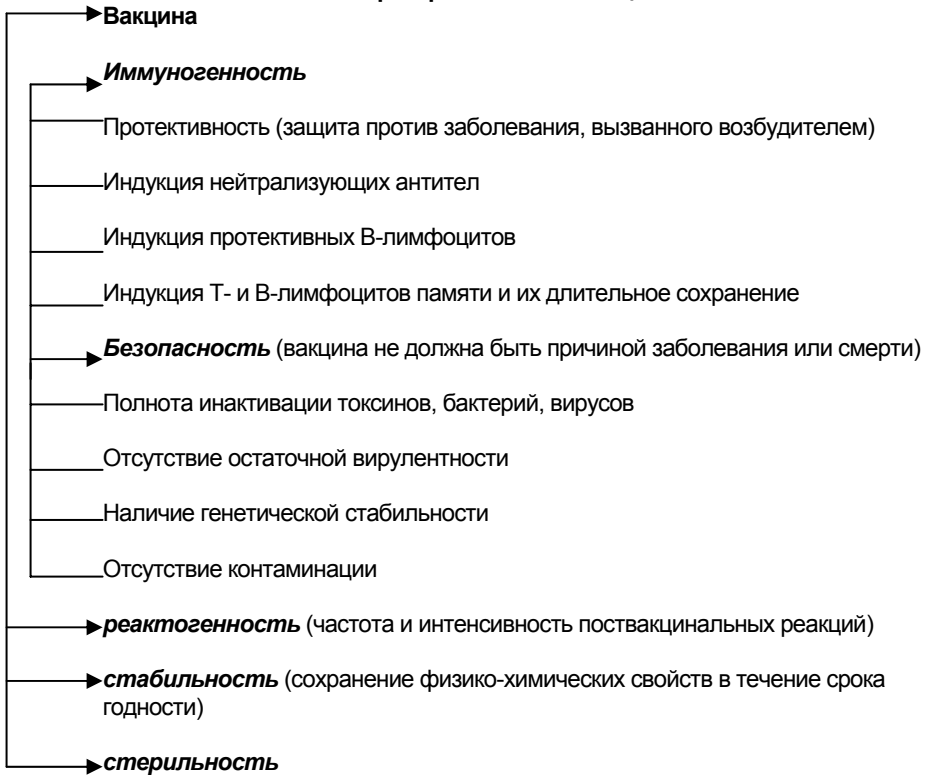 Вакцина
Иммуногенность
Протективность (защита против заболевания, вызванного возбудителем)
Индукция нейтрализующих антител
Индукция протективных В-лимфоцитов
Индукция Т- и В-лимфоцитов памяти и их длительное сохранение
Безопасность (вакцина не должна быть причиной заболевания или смерти)
Полнота инактивации токсинов, бактерий, вирусов
Отсутствие остаточной вирулентности
Наличие генетической стабильности
Отсутствие контаминации
реактогенность (частота и интенсивность поствакцинальных реакций)
стабильность (сохранение физико-химических свойств в течение срока
годности)
стерильность